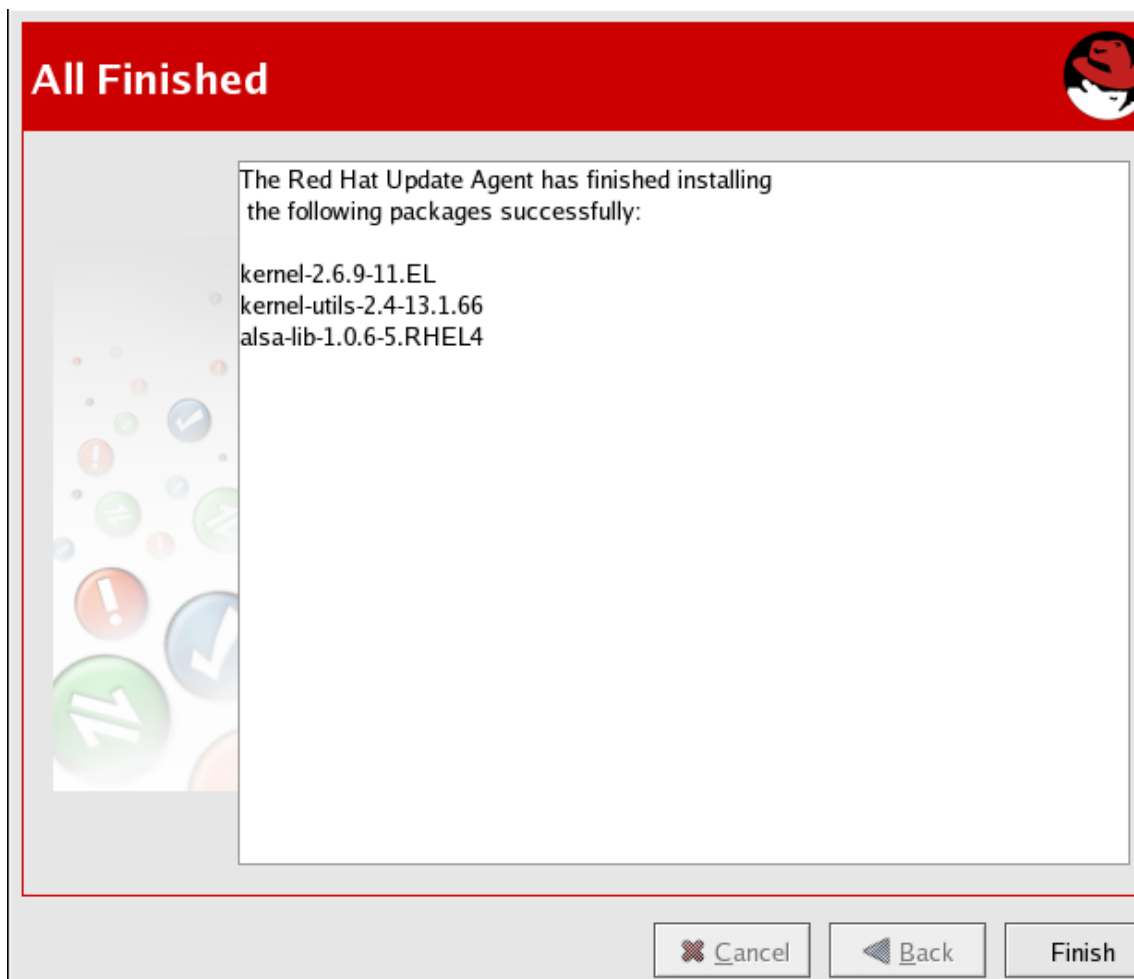 All Finished
The Red Hat Update Agent has finished installing
the following packages successfully:
kernel-2.6.9-11.EL
kernel-utils-2.4-13.1.66
alsa-lib-1.0.6-5.RHEL4
Cancel
Back
Finish